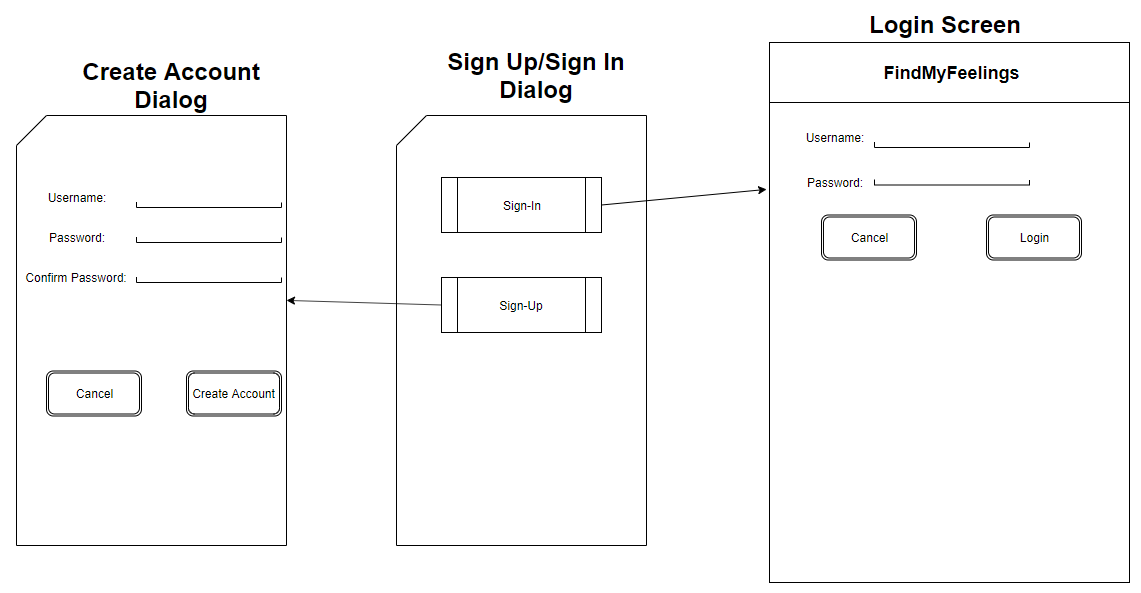 Create Account
Dialog
Username:
Password:
Confirm Password:
Cancel
Create Account
Sign Up/Sign In
Dialog
Sign-In
Sign-Up
Login Screen
FindMyFeelings
Username:
Password:
Cancel
Login